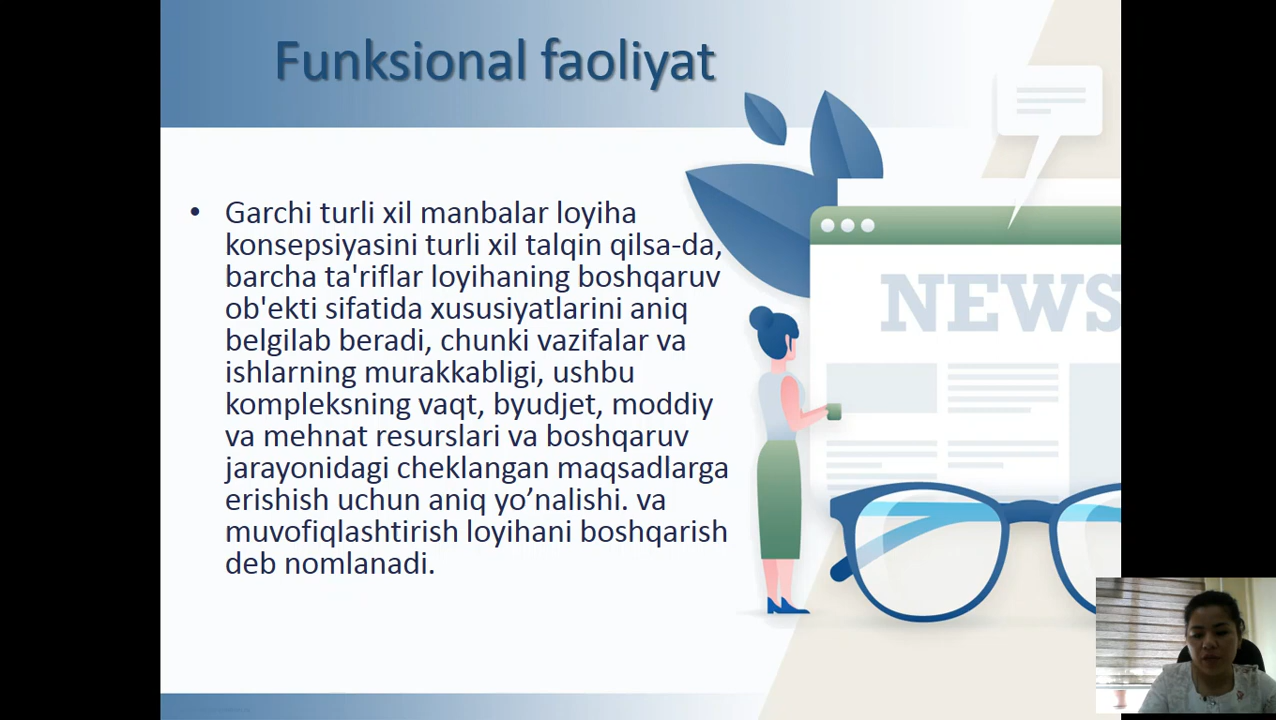 Funksional faoliyat
• Garchi turli xil manbalar loyiha
konsepsiyasini turli xil talqin qilsa-da,
barcha ta'riflar loyihaning boshqaruv
ob'ekti sifatida xususiyatlarini aniq
belgilab beradi, chunki vazifalar va
ishlarning murakkabligi, ushbu
kompleksning vaqt, byudjet, moddiy
va mehnat resurslari va boshqaruv
jarayonidagi cheklangan maqsadlarga
erishish uchun aniq yo’nalishi. va
muvofiqlashtirish loyihani boshqarish
deb nomlanadi.
NEWS